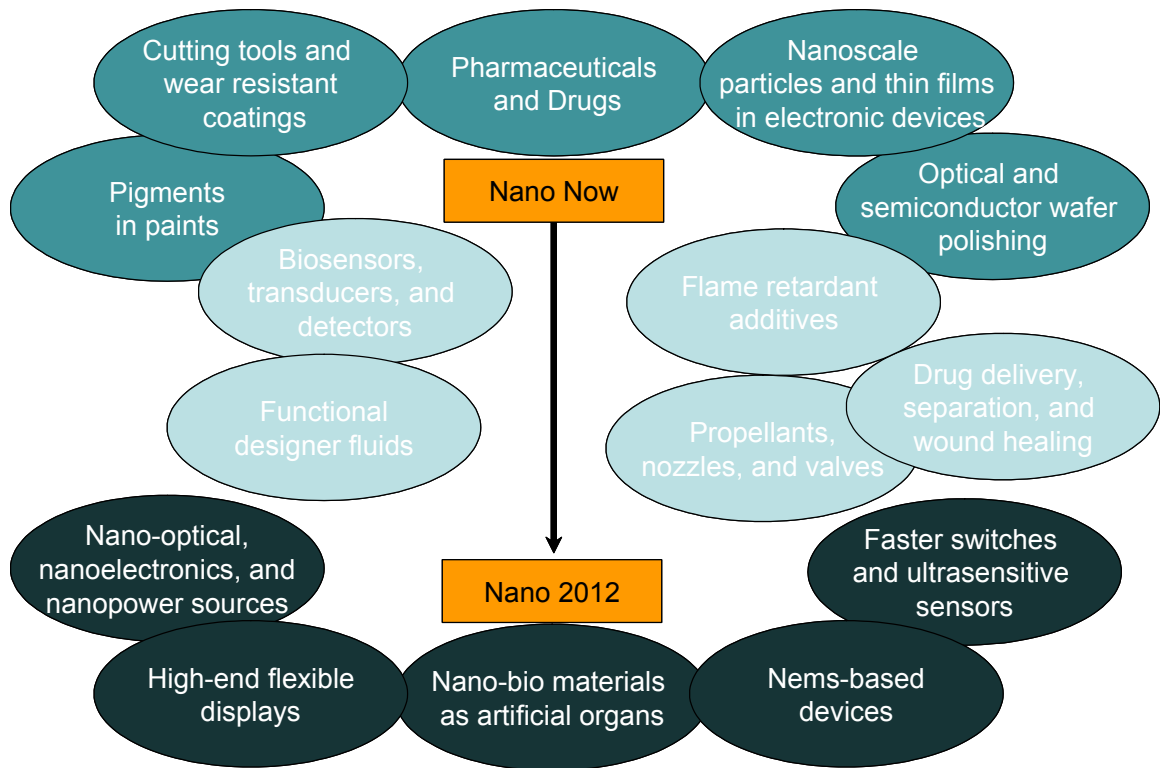 Cutting tools and
wear resistant
coatings
Pharmaceuticals
and Drugs
Nanoscale
particles and thin films
in electronic devices
Pigments
in paints
Nano Now
Optical and
semiconductor wafer
polishing
Biosensors,
transducers, and
detectors
Flame retardant
additives
Functional
designer fluids
Propellants,
nozzles, and valves
Drug delivery,
separation, and
wound healing
Nano-optical,
nanoelectronics, and
nanopower sources
Nano 2012
Faster switches
and ultrasensitive
sensors
High-end flexible
displays
Nano-bio materials
as artificial organs
Nems-based
devices